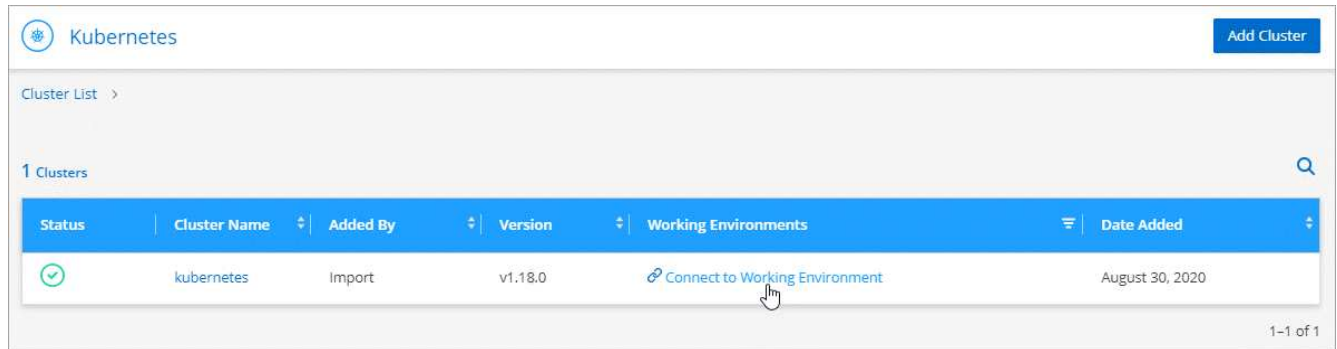 Kubernetes
Add Cluster
Cluster List >
1 Clusters
Status Cluster Name Added By Version Working Environments Date Added
kubernetes Import v1.18.0 Connect to Working Environment August 30, 2020
1–1 of 1